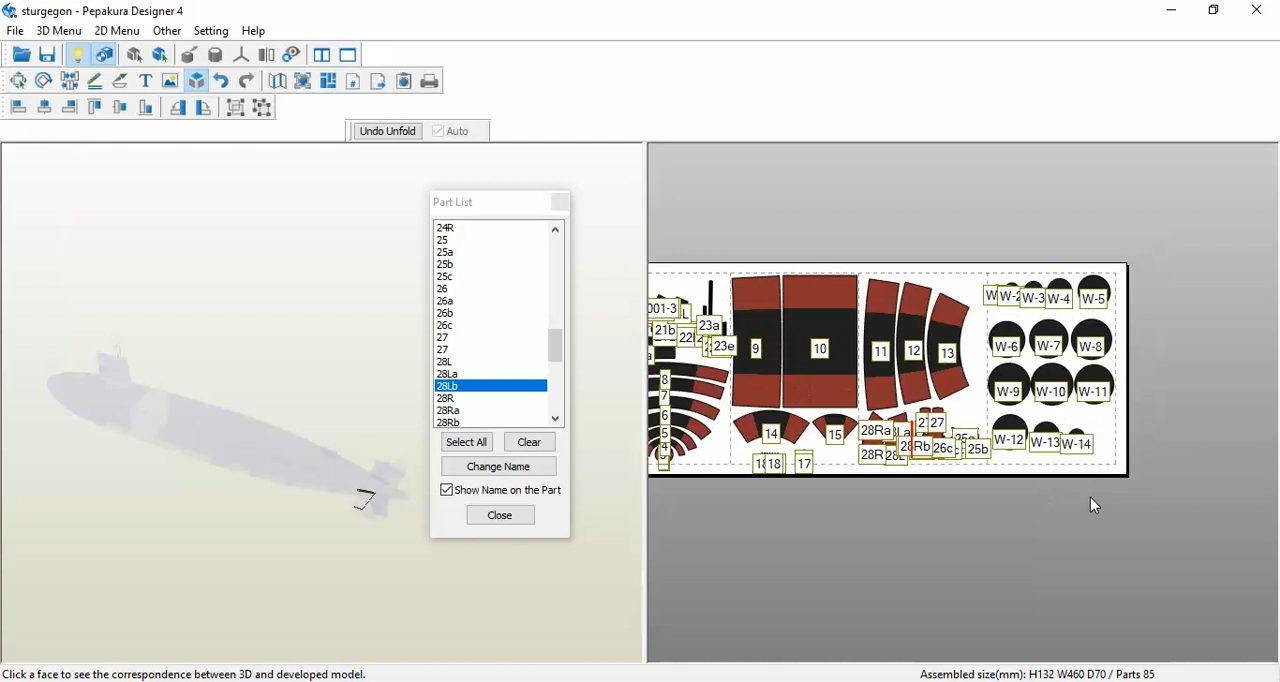 sturgegon - Pepakura Designer 4
File 3D Menu 2D Menu Other Setting Help
Undo Unfold Auto
Part List
24R
25
25a
25b
25c
26
26a
26b
26c
27
27
28L
28La
28Lb
28R
28Ra
28Rb
Select All Clear
Change Name
Show Name on the Part
Close
001-3
21b
23a
23e
8
7
6
5
9
10
11
12
13
14
15
18
17
28Ra
27
28Rb
26c
25b
28R
W-2
W-3
W-4
W-5
W-6
W-7
W-8
W-9
W-10
W-11
W-12
W-13
W-14
Click a face to see the correspondence between 3D and developed model.
Assembled size(mm): H132 W460 D70 / Parts 85